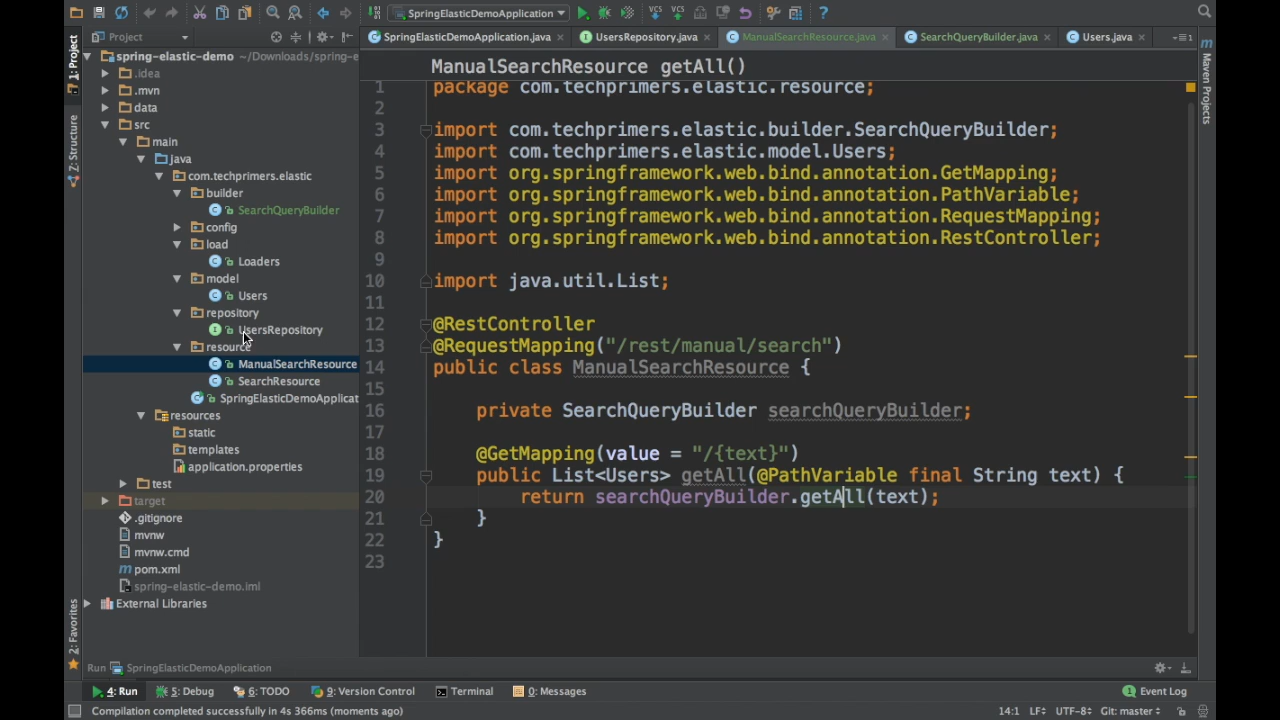 SpringElasticDemoApplication
1: Project
Project
SpringElasticDemoApplication.java
UsersRepository.java
ManualSearchResource.java
SearchQueryBuilder.java
Users.java
1
spring-elastic-demo ~/Downloads/spring-e
.idea
.mvn
data
src
main
java
com.techprimers.elastic
builder
SearchQueryBuilder
config
load
Loaders
model
Users
repository
UsersRepository
resource
ManualSearchResource
SearchResource
SpringElasticDemoApplicat
resources
static
templates
application.properties
test
target
.gitignore
mvnw
mvnw.cmd
pom.xml
spring-elastic-demo.iml
External Libraries
Z: Structure
2: Favorites
Maven Projects
ManualSearchResource getAll()
1 package com.techprimers.elastic.resource;
2
3 import com.techprimers.elastic.builder.SearchQueryBuilder;
4 import com.techprimers.elastic.model.Users;
5 import org.springframework.web.bind.annotation.GetMapping;
6 import org.springframework.web.bind.annotation.PathVariable;
7 import org.springframework.web.bind.annotation.RequestMapping;
8 import org.springframework.web.bind.annotation.RestController;
9
10 import java.util.List;
11
12 @RestController
13 @RequestMapping("/rest/manual/search")
14 public class ManualSearchResource {
15
16 private SearchQueryBuilder searchQueryBuilder;
17
18 @GetMapping(value = "/{text}")
19 public List<Users> getAll(@PathVariable final String text) {
20 return searchQueryBuilder.getAll(text);
21 }
22 }
23
Run SpringElasticDemoApplication
4: Run 5: Debug 6: TODO 9: Version Control Terminal 0: Messages 1 Event Log
Compilation completed successfully in 4s 366ms (moments ago) 14:1 LF UTF-8 Git: master